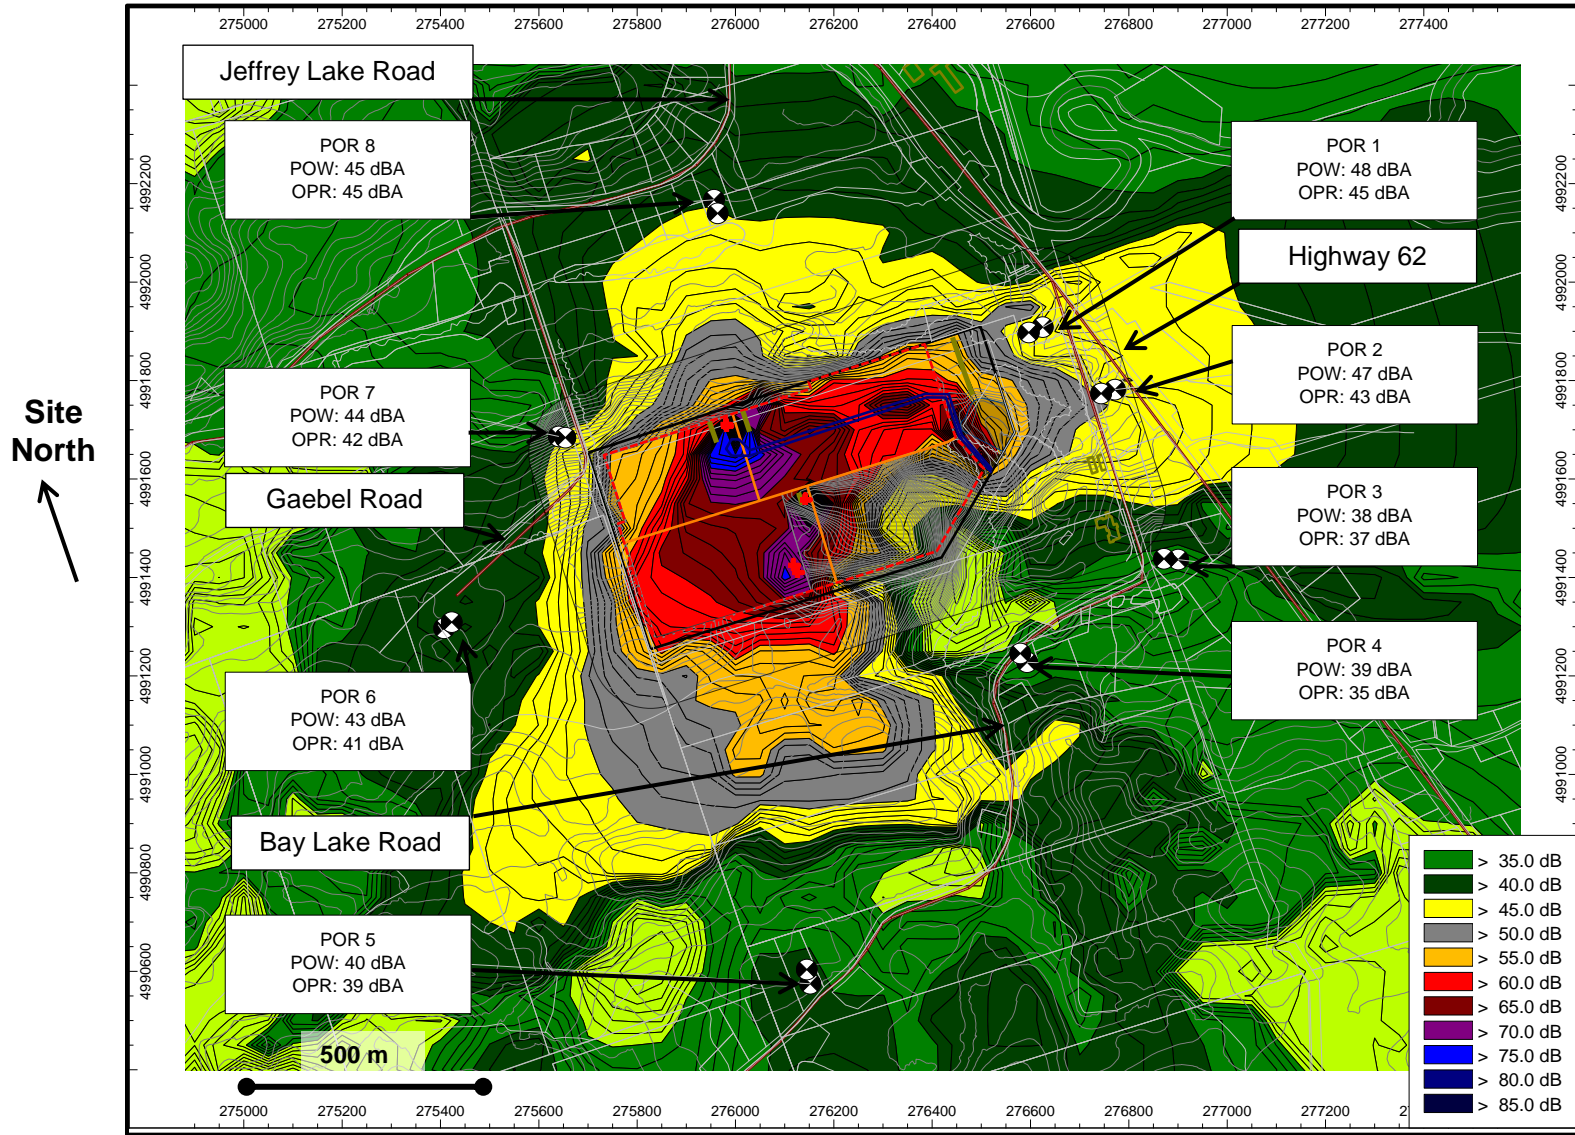 275000 275200 275400 275600 275800 276000 276200 276400 276600 276800 277000 277200 277400
Jeffrey Lake Road
POR 8
POW: 45 dBA
OPR: 45 dBA
POR 1
POW: 48 dBA
OPR: 45 dBA
Highway 62
POR 2
POW: 47 dBA
OPR: 43 dBA
POR 7
POW: 44 dBA
OPR: 42 dBA
Site
North
Gaebel Road
POR 3
POW: 38 dBA
OPR: 37 dBA
POR 6
POW: 43 dBA
OPR: 41 dBA
POR 4
POW: 39 dBA
OPR: 35 dBA
Bay Lake Road
POR 5
POW: 40 dBA
OPR: 39 dBA
500 m
4992200
4992000
4991800
4991600
4991400
4991200
4991000
4990800
4990600
4992200
4992000
4991800
4991600
4991400
4991200
4991000
> 35.0 dB
> 40.0 dB
> 45.0 dB
> 50.0 dB
> 55.0 dB
> 60.0 dB
> 65.0 dB
> 70.0 dB
> 75.0 dB
> 80.0 dB
> 85.0 dB
275000 275200 275400 275600 275800 276000 276200 276400 276600 276800 277000 277200